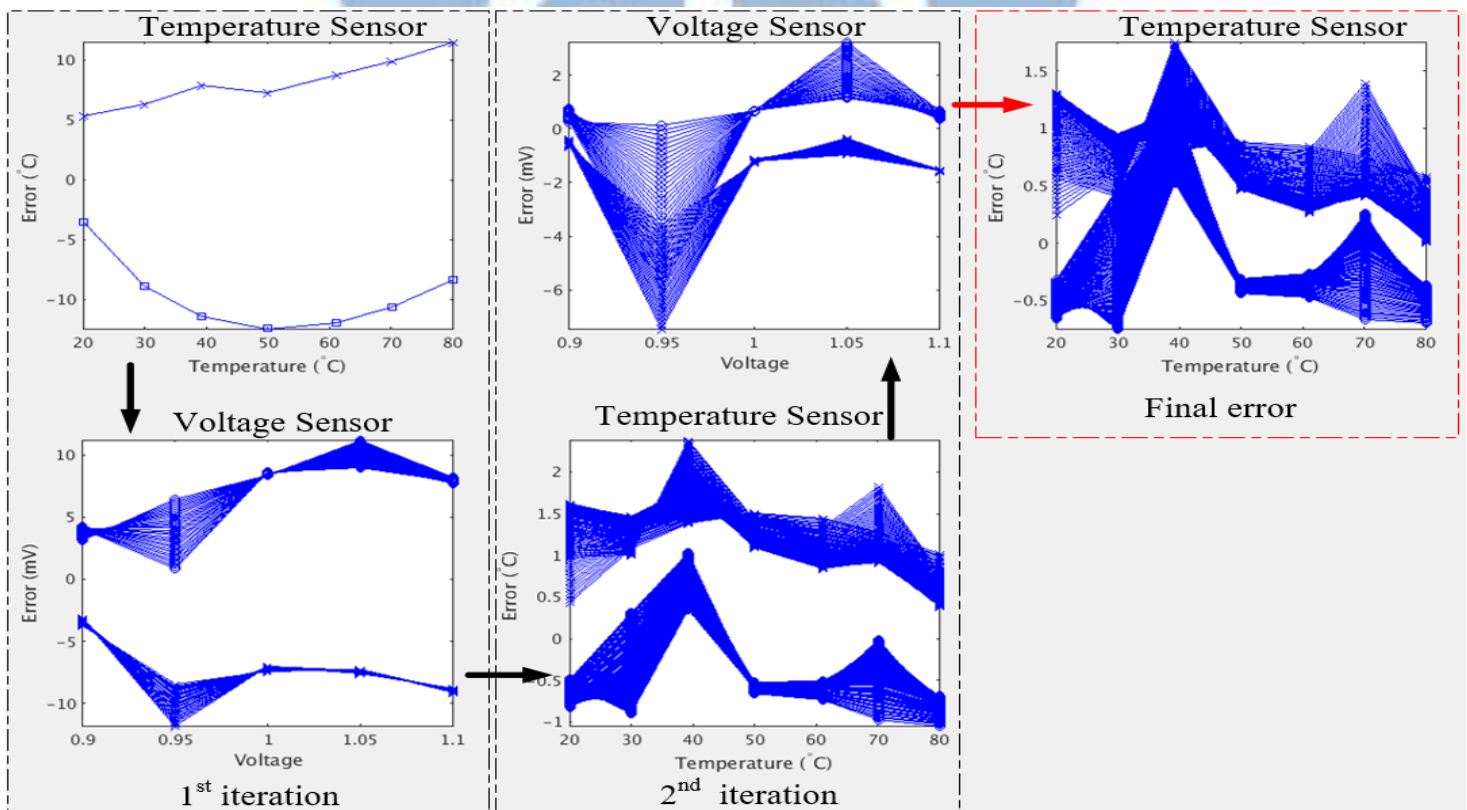 Temperature Sensor
10
5
0
-5
-10
20 30 40 50 60 70 80
Error (°C)
Temperature (°C)
Voltage Sensor
10
5
0
-5
-10
0.9 0.95 1 1.05 1.1
Error (mV)
Voltage
1st iteration
Voltage Sensor
2
0
-2
-4
-6
0.9 0.95 1 1.05 1.1
Error (mV)
Voltage
Temperature Sensor
2
1.5
1
0.5
0
-0.5
-1
20 30 40 50 60 70 80
Error (°C)
Temperature (°C)
2nd iteration
Temperature Sensor
1.5
1
0.5
0
-0.5
20 30 40 50 60 70 80
Error (°C)
Temperature (°C)
Final error